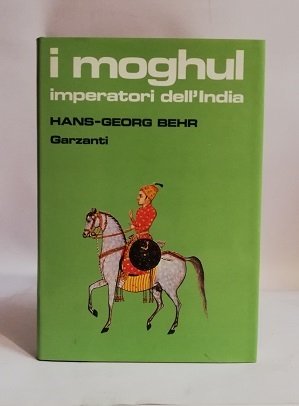 i moghul
imperatori dell'India
HANS-GEORG BEHR
Garzanti